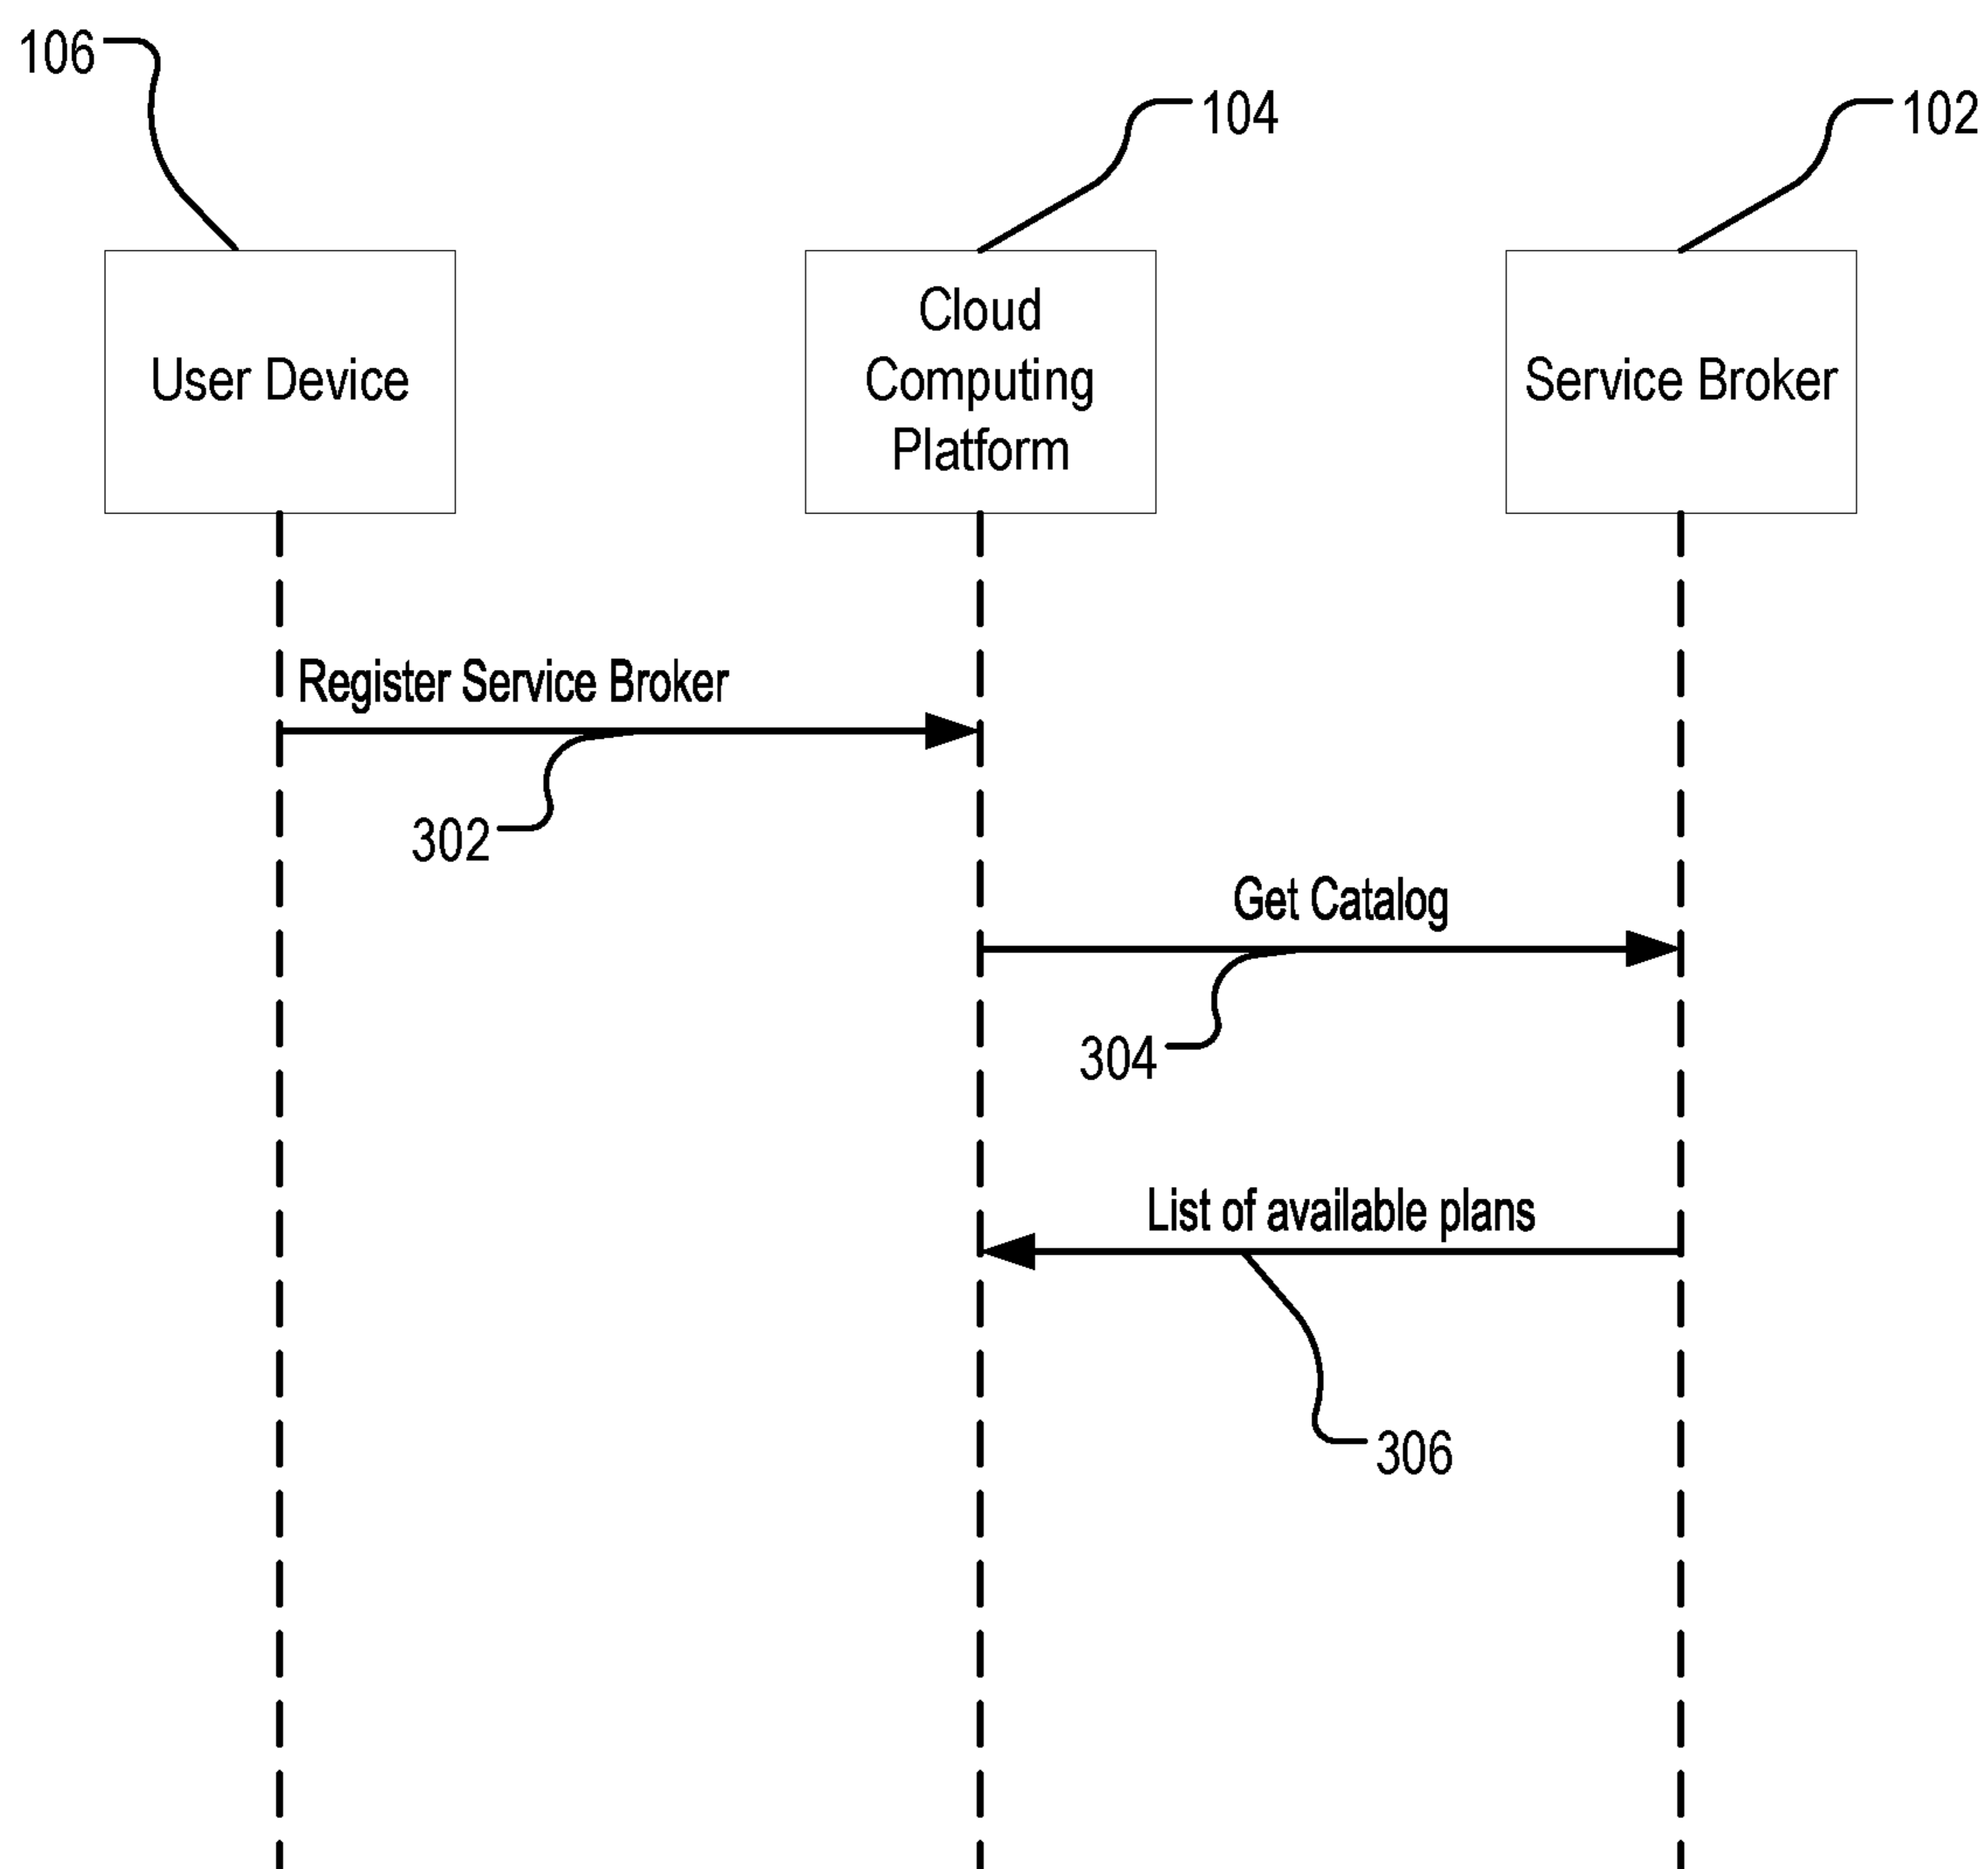 106
104
102
User Device
Cloud
Computing
Platform
Service Broker
Register Service Broker
302
Get Catalog
304
List of available plans
306